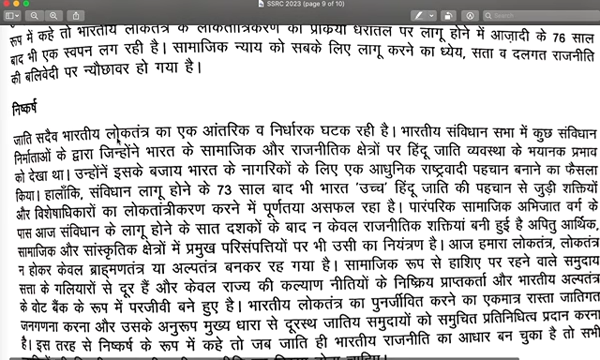 SSRC 2023 (page 9 of 10)
Search
रूप में कहे तो भारतीय लोकतंत्र के लोकतांत्रिकरण की प्रक्रिया धरातल पर लागू होने में आज़ादी के 76 साल
बाद भी एक स्वपन लग रही है। सामाजिक न्याय को सबके लिए लागू करने का ध्येय, सता व दलगत राजनीति
की बलिवेदी पर न्यौछावर हो गया है।
निष्कर्ष
जाति सदैव भारतीय लोकतंत्र का एक आंतरिक व निर्धारक घटक रही है। भारतीय संविधान सभा में कुछ संविधान
निर्माताओं के द्वारा जिन्होंने भारत के सामाजिक और राजनीतिक क्षेत्रों पर हिंदू जाति व्यवस्था के भयानक प्रभाव
को देखा था। उन्होंनें इसके बजाय भारत के नागरिकों के लिए एक आधुनिक राष्ट्रवादी पहचान बनाने का फैसला
किया। हालाँकि, संविधान लागू होने के 73 साल बाद भी भारत ‘उच्च’ हिंदू जाति की पहचान से जुड़ी शक्तियों
और विशेषाधिकारों का लोकतांत्रीकरण करने में पूर्णतया असफल रहा है। पारंपरिक सामाजिक अभिजात वर्ग के
पास आज संविधान के लागू होने के सात दशकों के बाद न केवल राजनीतिक शक्तियां बनी हुई है अपितु आर्थिक,
सामाजिक और सांस्कृतिक क्षेत्रों में प्रमुख परिसंपत्तियों पर भी उसी का नियंत्रण है। आज हमारा लोकतंत्र, लोकतंत्र
न होकर केवल ब्राह्मणतंत्र या अल्पतंत्र बनकर रह गया है। सामाजिक रूप से हाशिए पर रहने वाले समुदाय
सत्ता के गलियारों से दूर हैं और केवल राज्य की कल्याण नीतियों के निष्क्रिय प्राप्तकर्ता और भारतीय अल्पतंत्र
के वोट बैंक के रूप में परजीवी बने हुए है। भारतीय लोकतंत्र का पुनर्जीवित करने का एकमात्र रास्ता जातिगत
जनगणना करना और उसके अनुरूप मुख्य धारा से दूरस्थ जातिय समुदायों को समुचित प्रतिनिधित्व प्रदान करना
है। इस तरह से निष्कर्ष के रूप में कहे तो जब जाति ही भारतीय राजनीति का आधार बन चुका है तो सभी